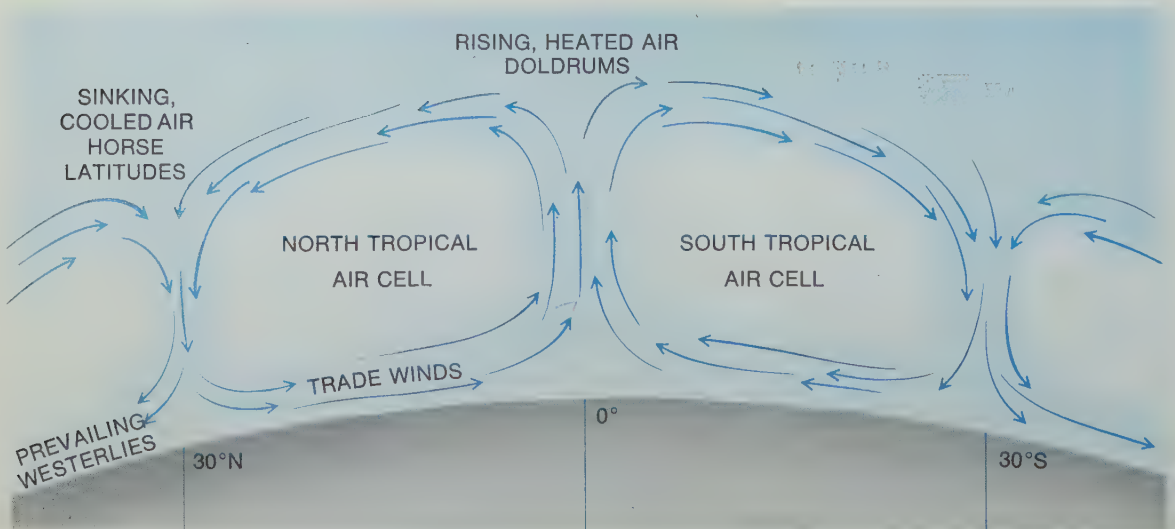 RISING, HEATED AIR
DOLDRUMS
SINKING,
COOLED AIR
HORSE
LATITUDES
NORTH TROPICAL
AIR CELL
SOUTH TROPICAL
AIR CELL
TRADE WINDS
PREVAILING
WESTERLIES
30°N
0°
30°S